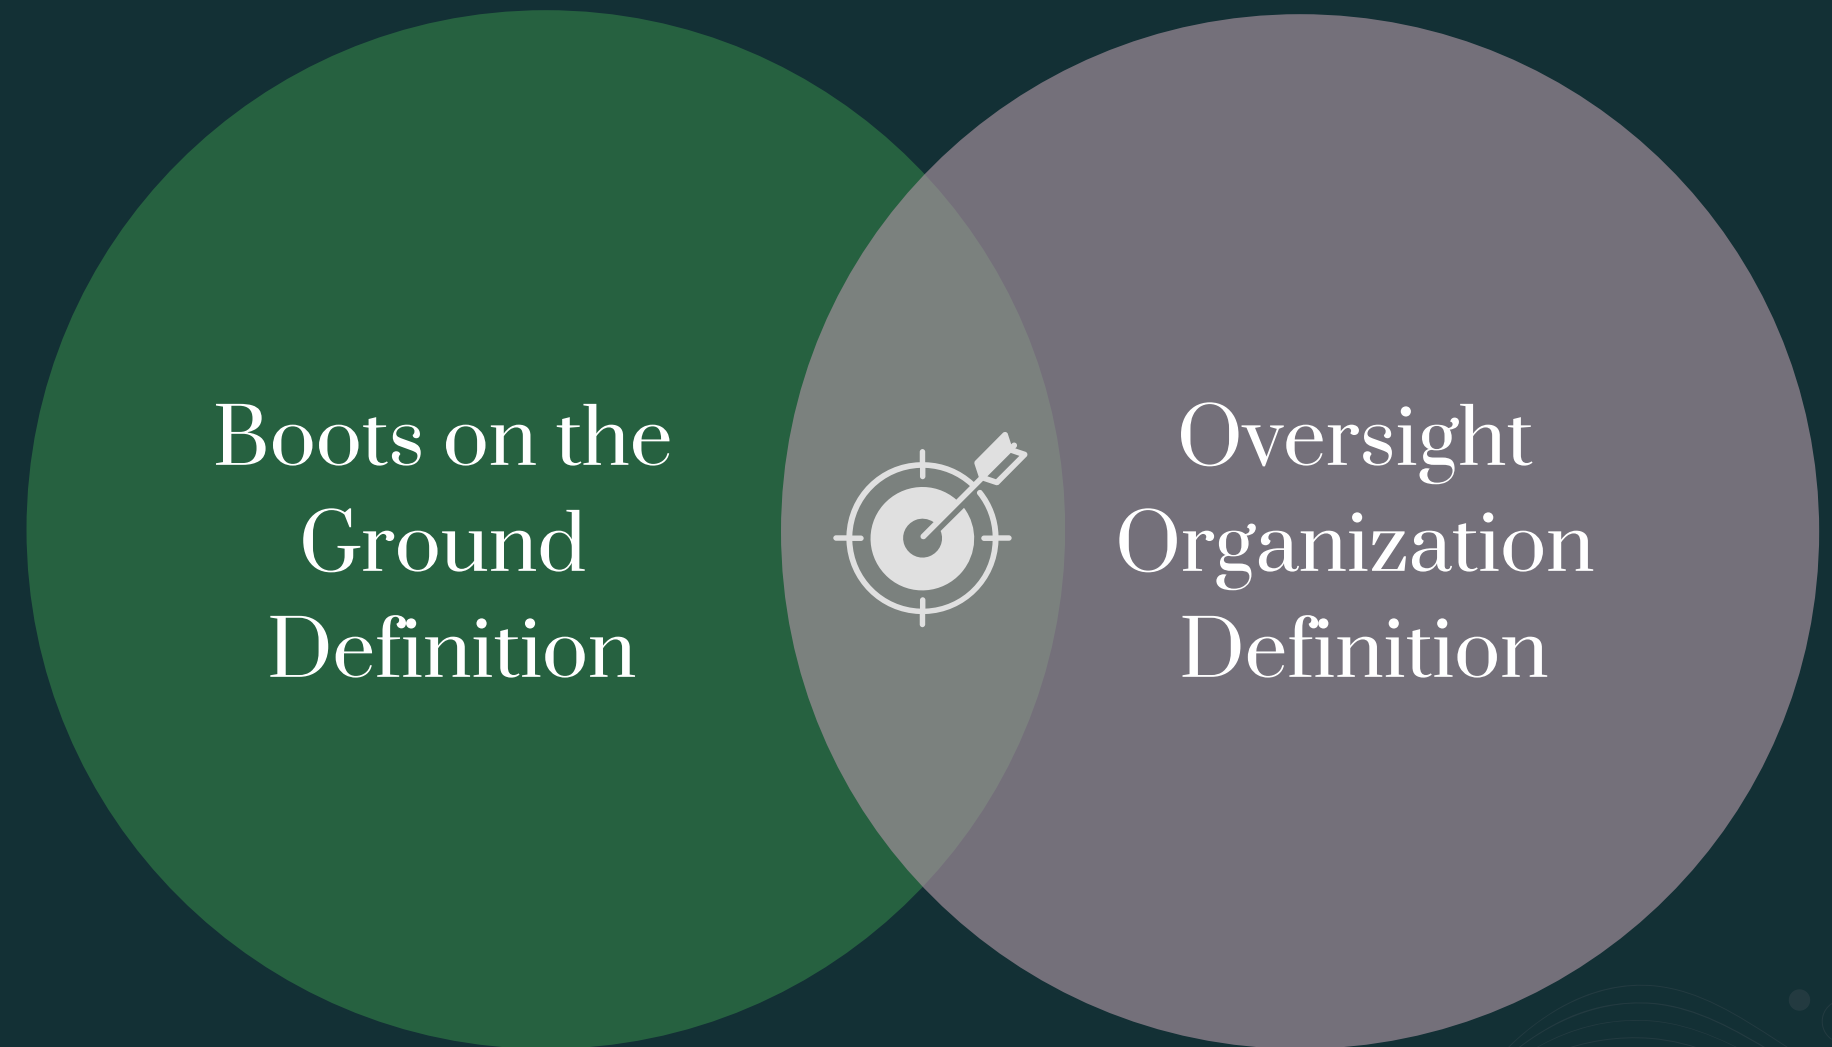 Boots on the
Ground
Definition
Oversight
Organization
Definition